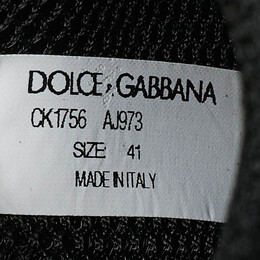 DOLCE & GABBANA
CK1756 AJ973
SIZE: 41
MADE IN ITALY